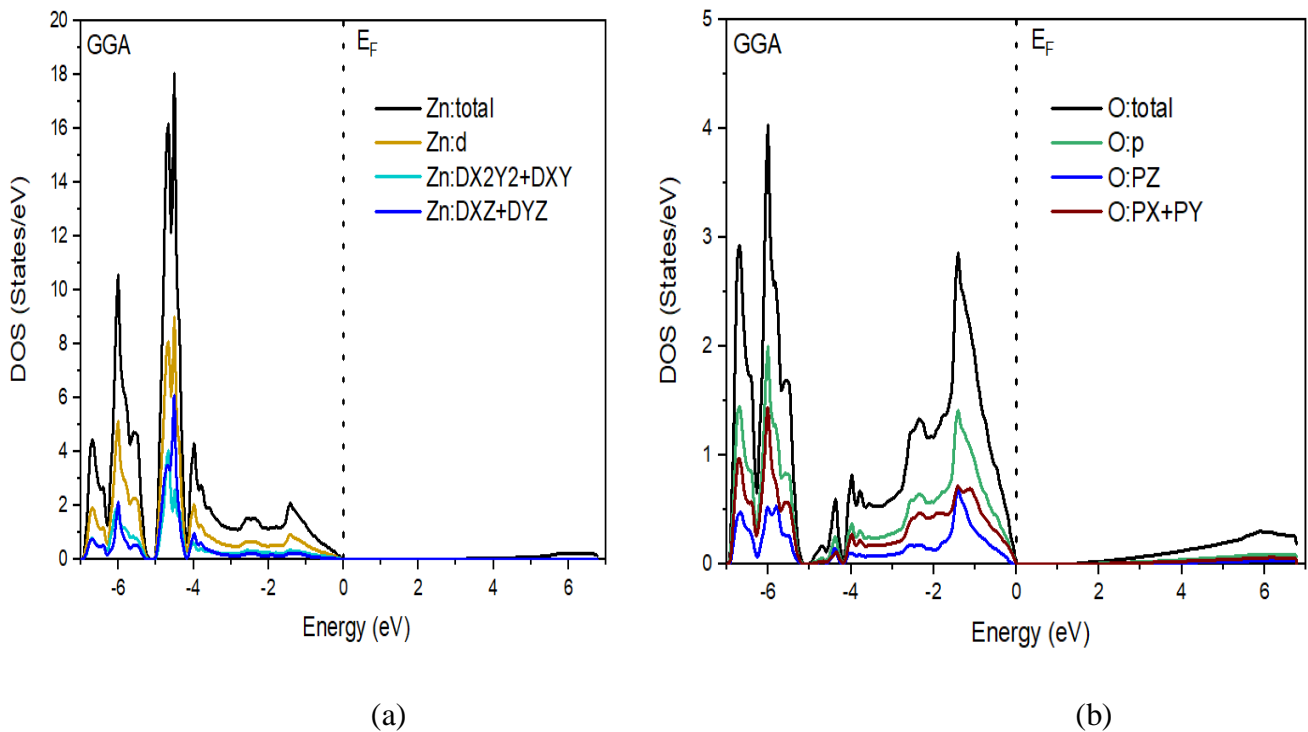 GGA
E_F
Zn:total
Zn:d
Zn:DX2Y2+DXY
Zn:DXZ+DYZ
DOS (States/eV)
20
18
16
14
12
10
8
6
4
2
0
-6 -4 -2 0 2 4 6
Energy (eV)
(a)
GGA
E_F
O:total
O:p
O:PZ
O:PX+PY
DOS (States/eV)
5
4
3
2
1
0
-6 -4 -2 0 2 4 6
Energy (eV)
(b)